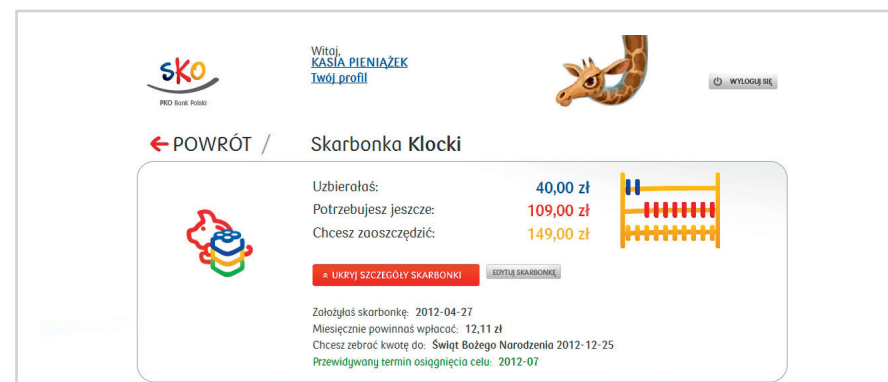 sko
PKO Bank Polski
Witaj,
KASIA PIENIĄŻEK
Twój profil
WYLOGUJ SIĘ
POWRÓT /
Skarbonka Klocki
Uzbierałaś: 40,00 zł
Potrzebujesz jeszcze: 109,00 zł
Chcesz zaoszczędzić: 149,00 zł
UKRYJ SZCZEGÓŁY SKARBONKI
EDYTUJ SKARBONKĘ
Założyłaś skarbonkę: 2012-04-27
Miesięcznie powinnaś wpłacać: 12,11 zł
Chcesz zebrać kwotę do: Świąt Bożego Narodzenia 2012-12-25
Przewidywany termin osiągnięcia celu: 2012-07